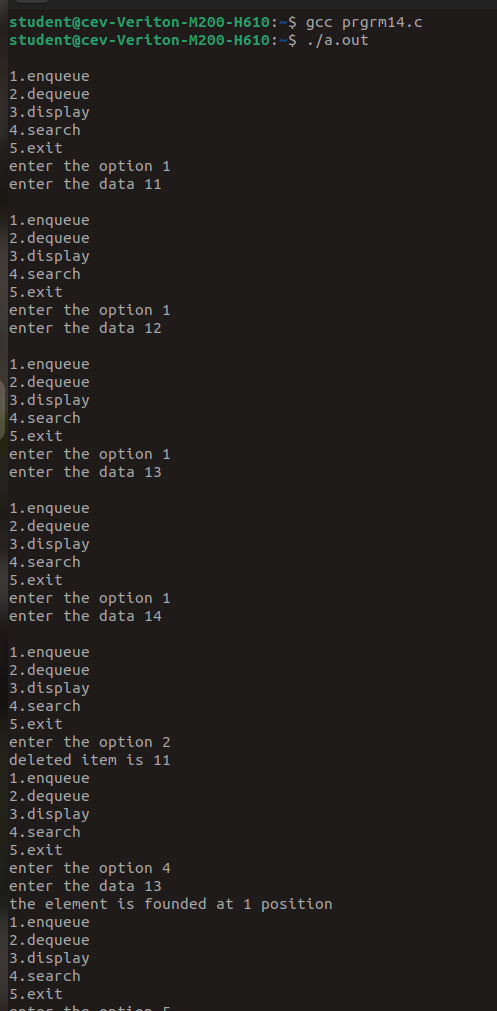 student@cev-Veriton-M200-H610:~$ gcc prgrm14.c
student@cev-Veriton-M200-H610:~$ ./a.out
1.enqueue
2.dequeue
3.display
4.search
5.exit
enter the option 1
enter the data 11
1.enqueue
2.dequeue
3.display
4.search
5.exit
enter the option 1
enter the data 12
1.enqueue
2.dequeue
3.display
4.search
5.exit
enter the option 1
enter the data 13
1.enqueue
2.dequeue
3.display
4.search
5.exit
enter the option 1
enter the data 14
1.enqueue
2.dequeue
3.display
4.search
5.exit
enter the option 2
deleted item is 11
1.enqueue
2.dequeue
3.display
4.search
5.exit
enter the option 4
enter the data 13
the element is founded at 1 position
1.enqueue
2.dequeue
3.display
4.search
5.exit
enter the option 5